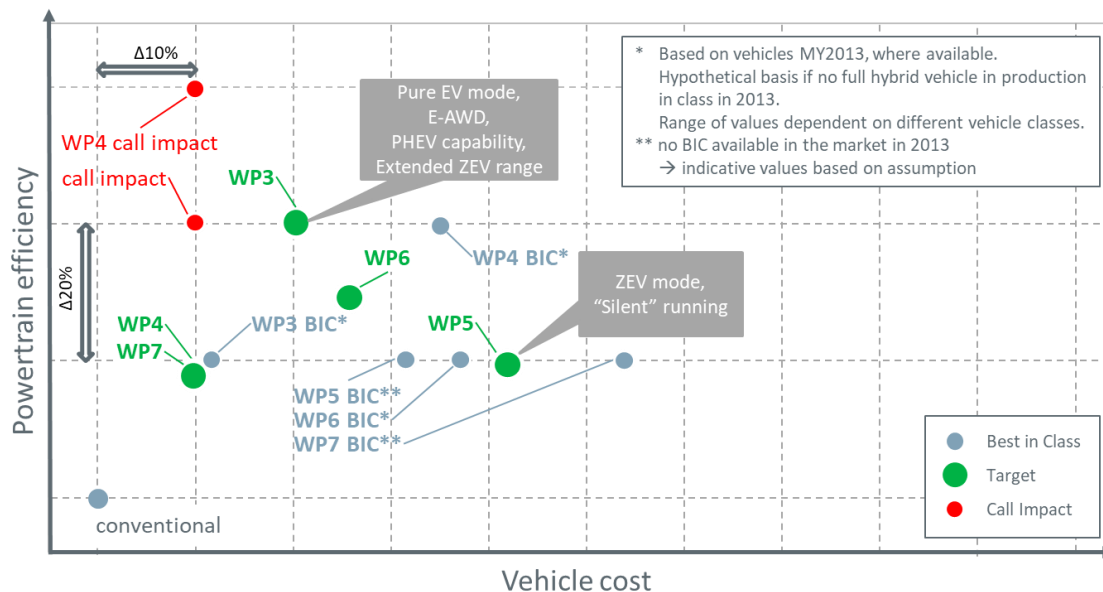 Δ10%
* Based on vehicles MY2013, where available.
Hypothetical basis if no full hybrid vehicle in production
in class in 2013.
Range of values dependent on different vehicle classes.
** no BIC available in the market in 2013
→ indicative values based on assumption
Pure EV mode,
E-AWD,
PHEV capability,
Extended ZEV range
WP4 call impact
call impact
WP3
WP4 BIC*
WP6
ZEV mode,
“Silent” running
Δ20%
Powertrain efficiency
WP3 BIC*
WP5
WP4
WP7
WP5 BIC**
WP6 BIC*
WP7 BIC**
Best in Class
Target
Call Impact
conventional
Vehicle cost